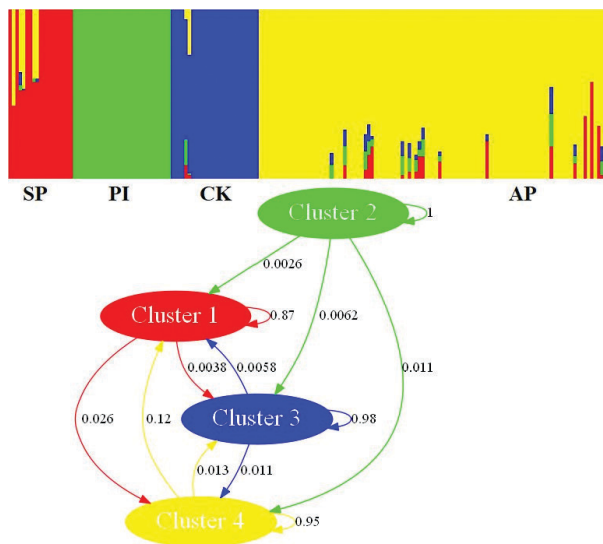 SP PI CK AP
Cluster 2 1
0.0026
Cluster 1 0.87 0.0062
0.0038 0.0058 0.011
0.026 0.12 Cluster 3 0.98
0.013 0.011
Cluster 4 0.95